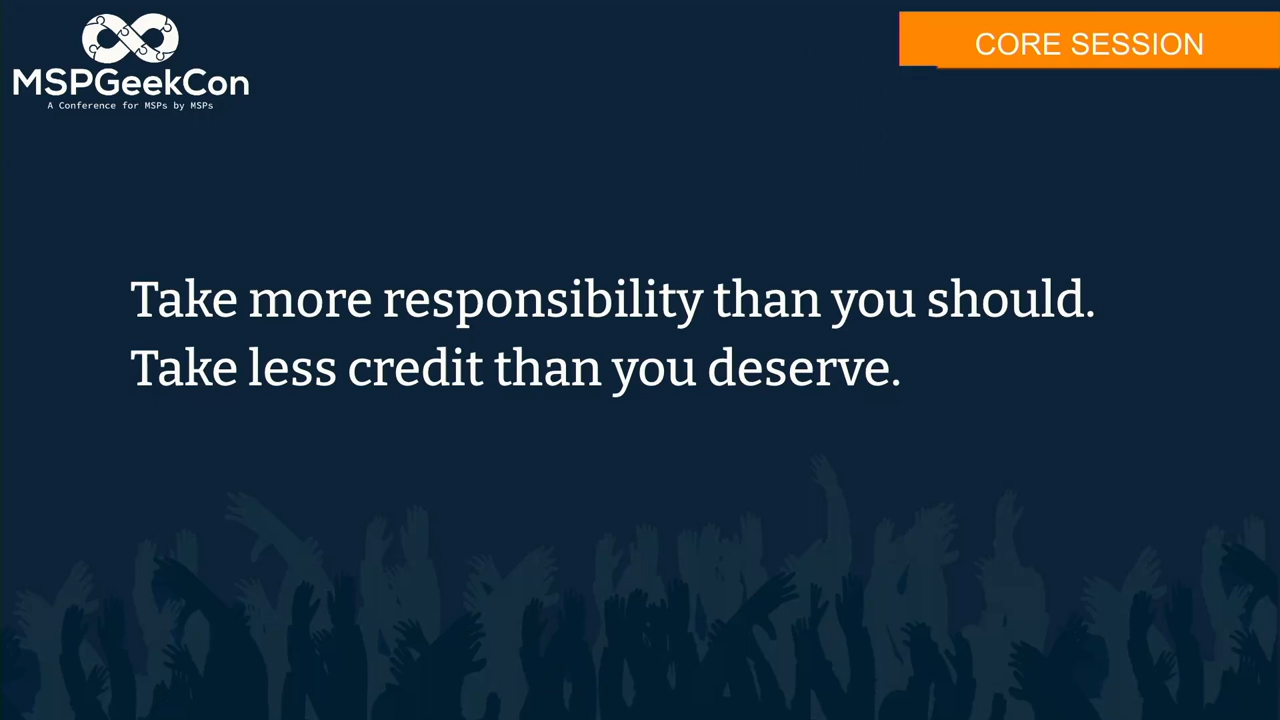 MSPGeekCon
A Conference for MSPs by MSPs
CORE SESSION
Take more responsibility than you should.
Take less credit than you deserve.